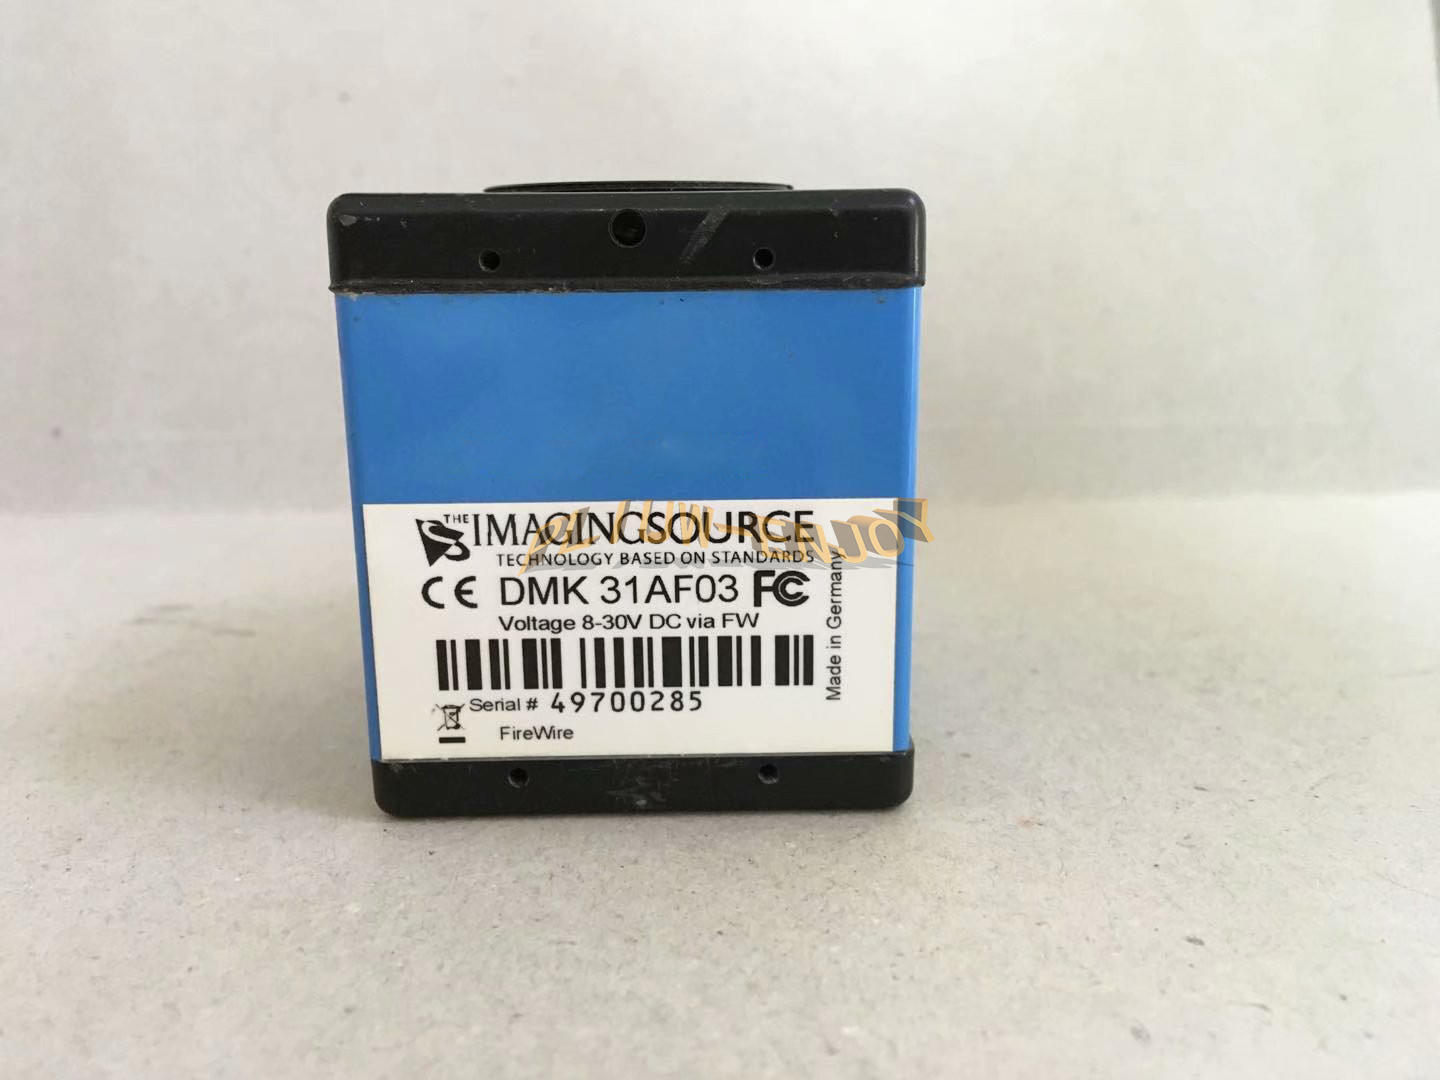 THE IMAGINGSOURCE
TECHNOLOGY BASED ON STANDARDS
CE DMK 31AF03 FC
Voltage 8-30V DC via FW
Serial # 49700285
FireWire
Made in Germany